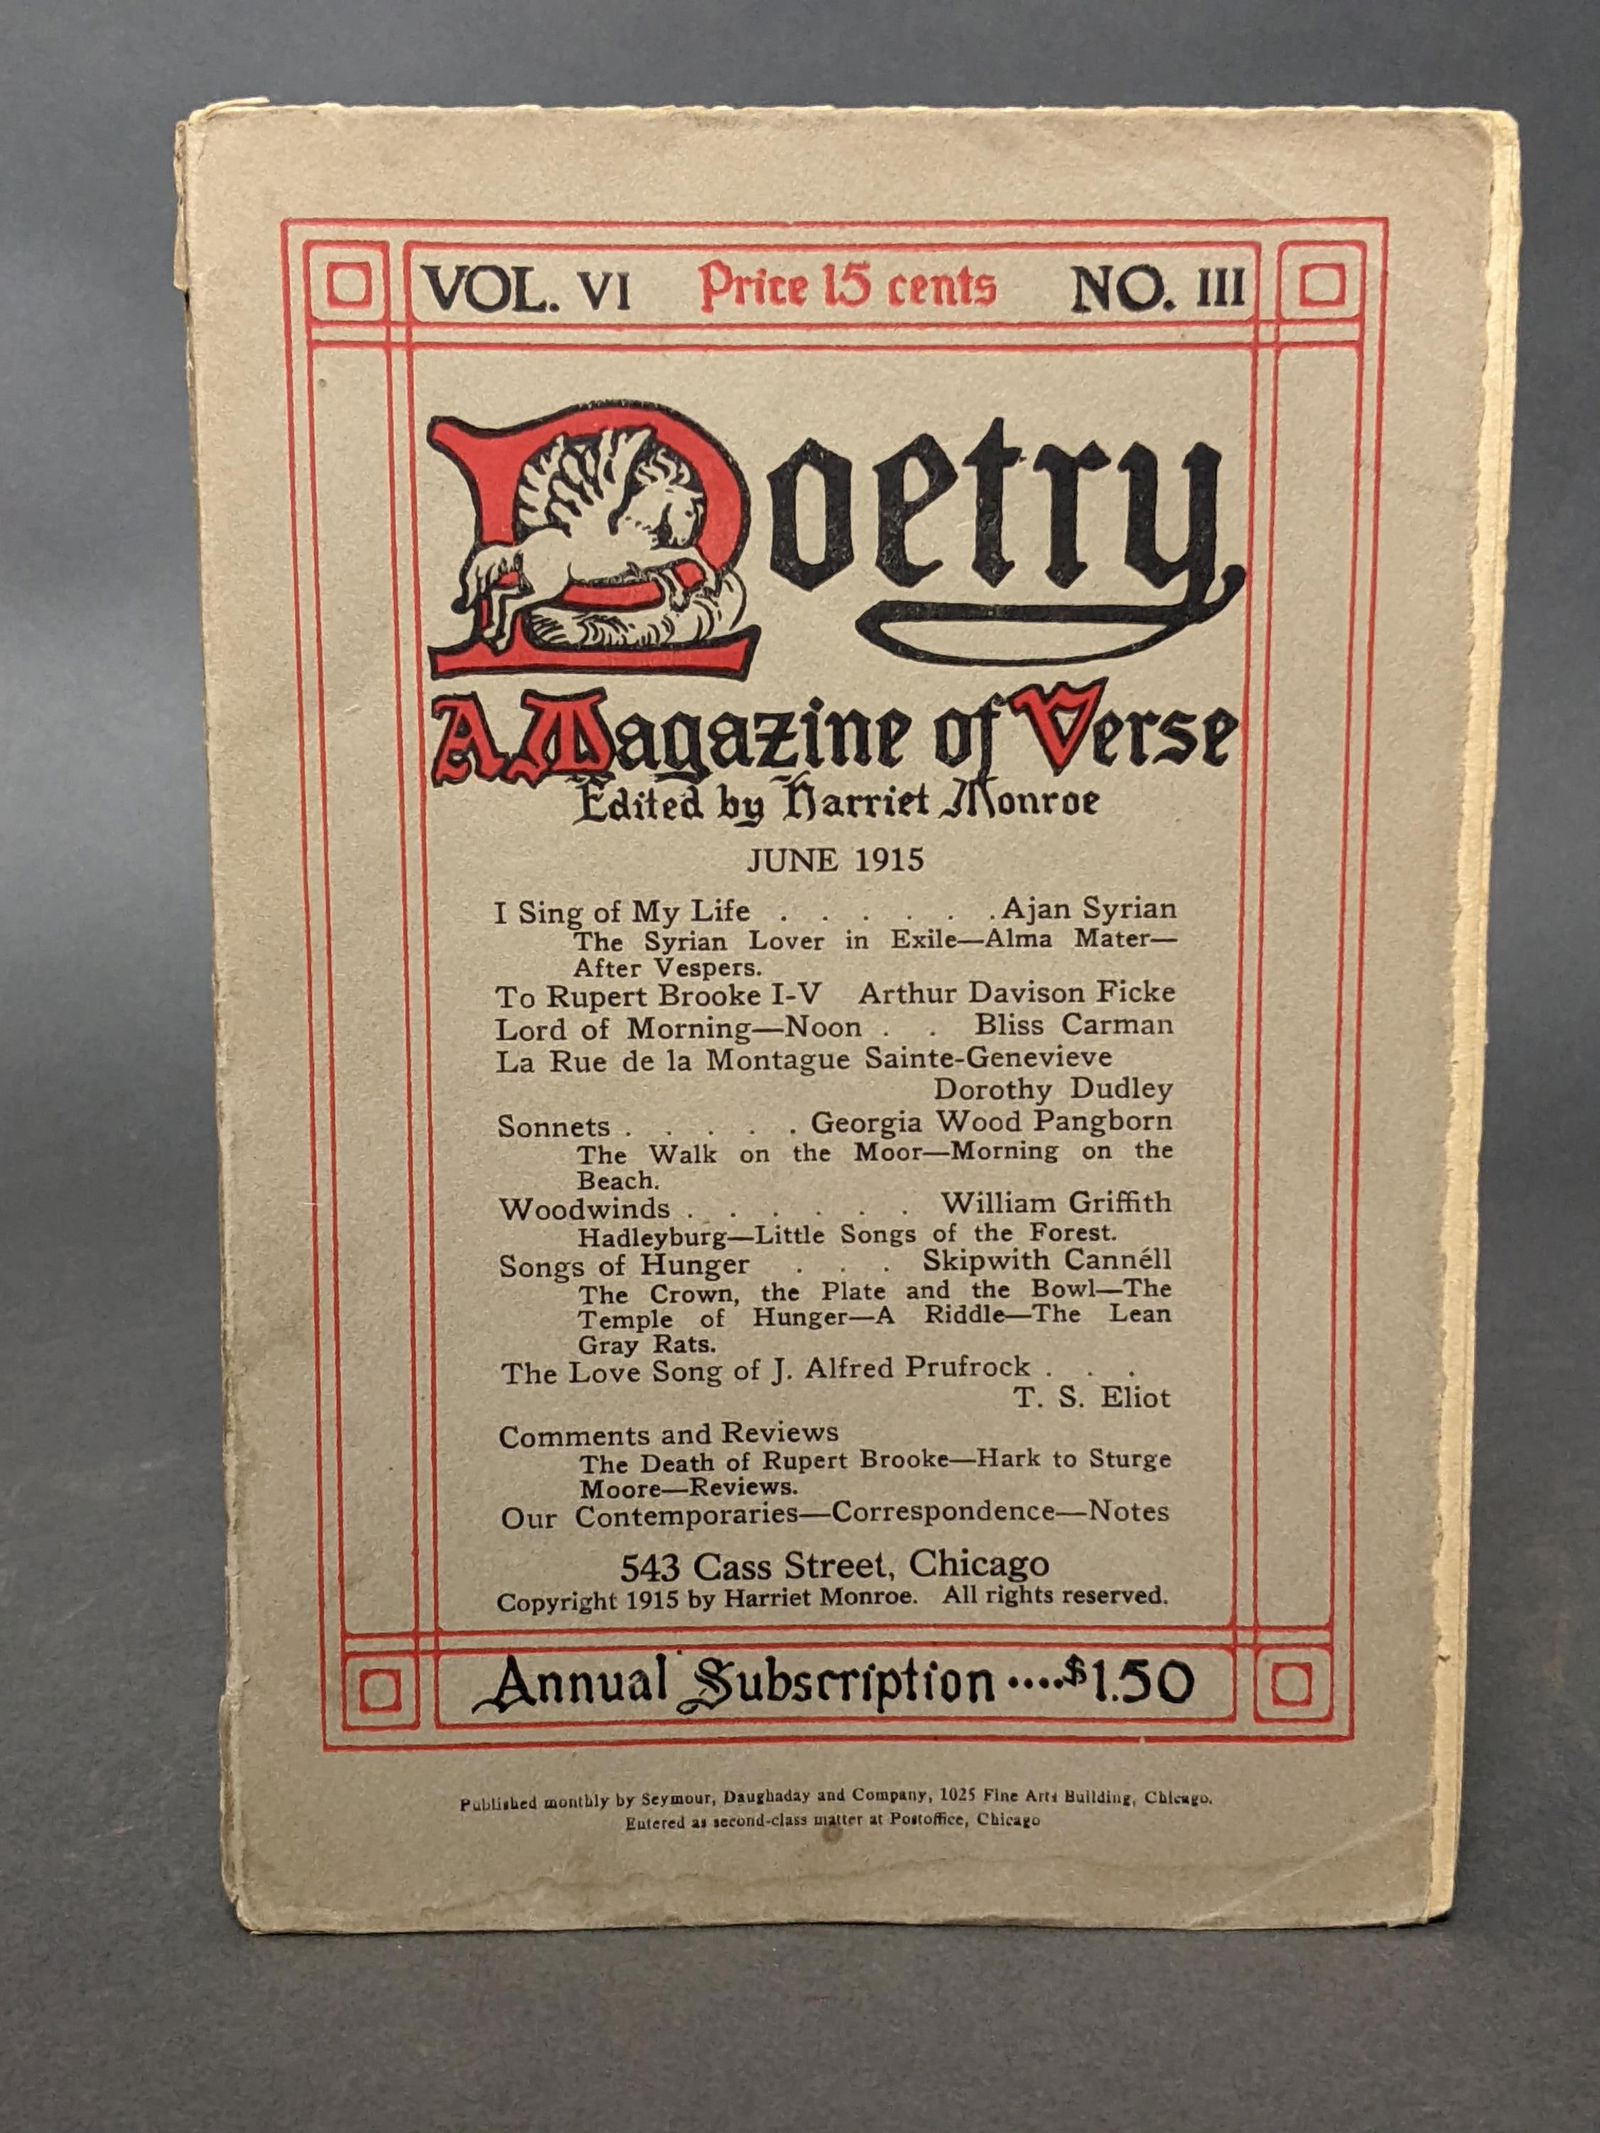 VOL. VI Price 15 cents NO. III
Poetry
A Magazine of Verse
Edited by Harriet Monroe
JUNE 1915
I Sing of My Life . . . . . . Ajan Syrian
The Syrian Lover in Exile—Alma Mater—
After Vespers.
To Rupert Brooke I-V Arthur Davison Ficke
Lord of Morning—Noon . . Bliss Carman
La Rue de la Montague Sainte-Genevieve
Dorothy Dudley
Sonnets . . . . . Georgia Wood Pangborn
The Walk on the Moor—Morning on the
Beach.
Woodwinds . . . . . . William Griffith
Hadleyburg—Little Songs of the Forest.
Songs of Hunger . . . Skipwith Cannéll
The Crown, the Plate and the Bowl—The
Temple of Hunger—A Riddle—The Lean
Gray Rats.
The Love Song of J. Alfred Prufrock . . .
T. S. Eliot
Comments and Reviews
The Death of Rupert Brooke—Hark to Sturge
Moore—Reviews.
Our Contemporaries—Correspondence—Notes
543 Cass Street, Chicago
Copyright 1915 by Harriet Monroe. All rights reserved.
Annual Subscription ....$1.50
Published monthly by Seymour, Daughaday and Company, 1025 Fine Arts Building, Chicago.
Entered as second-class matter at Postoffice, Chicago